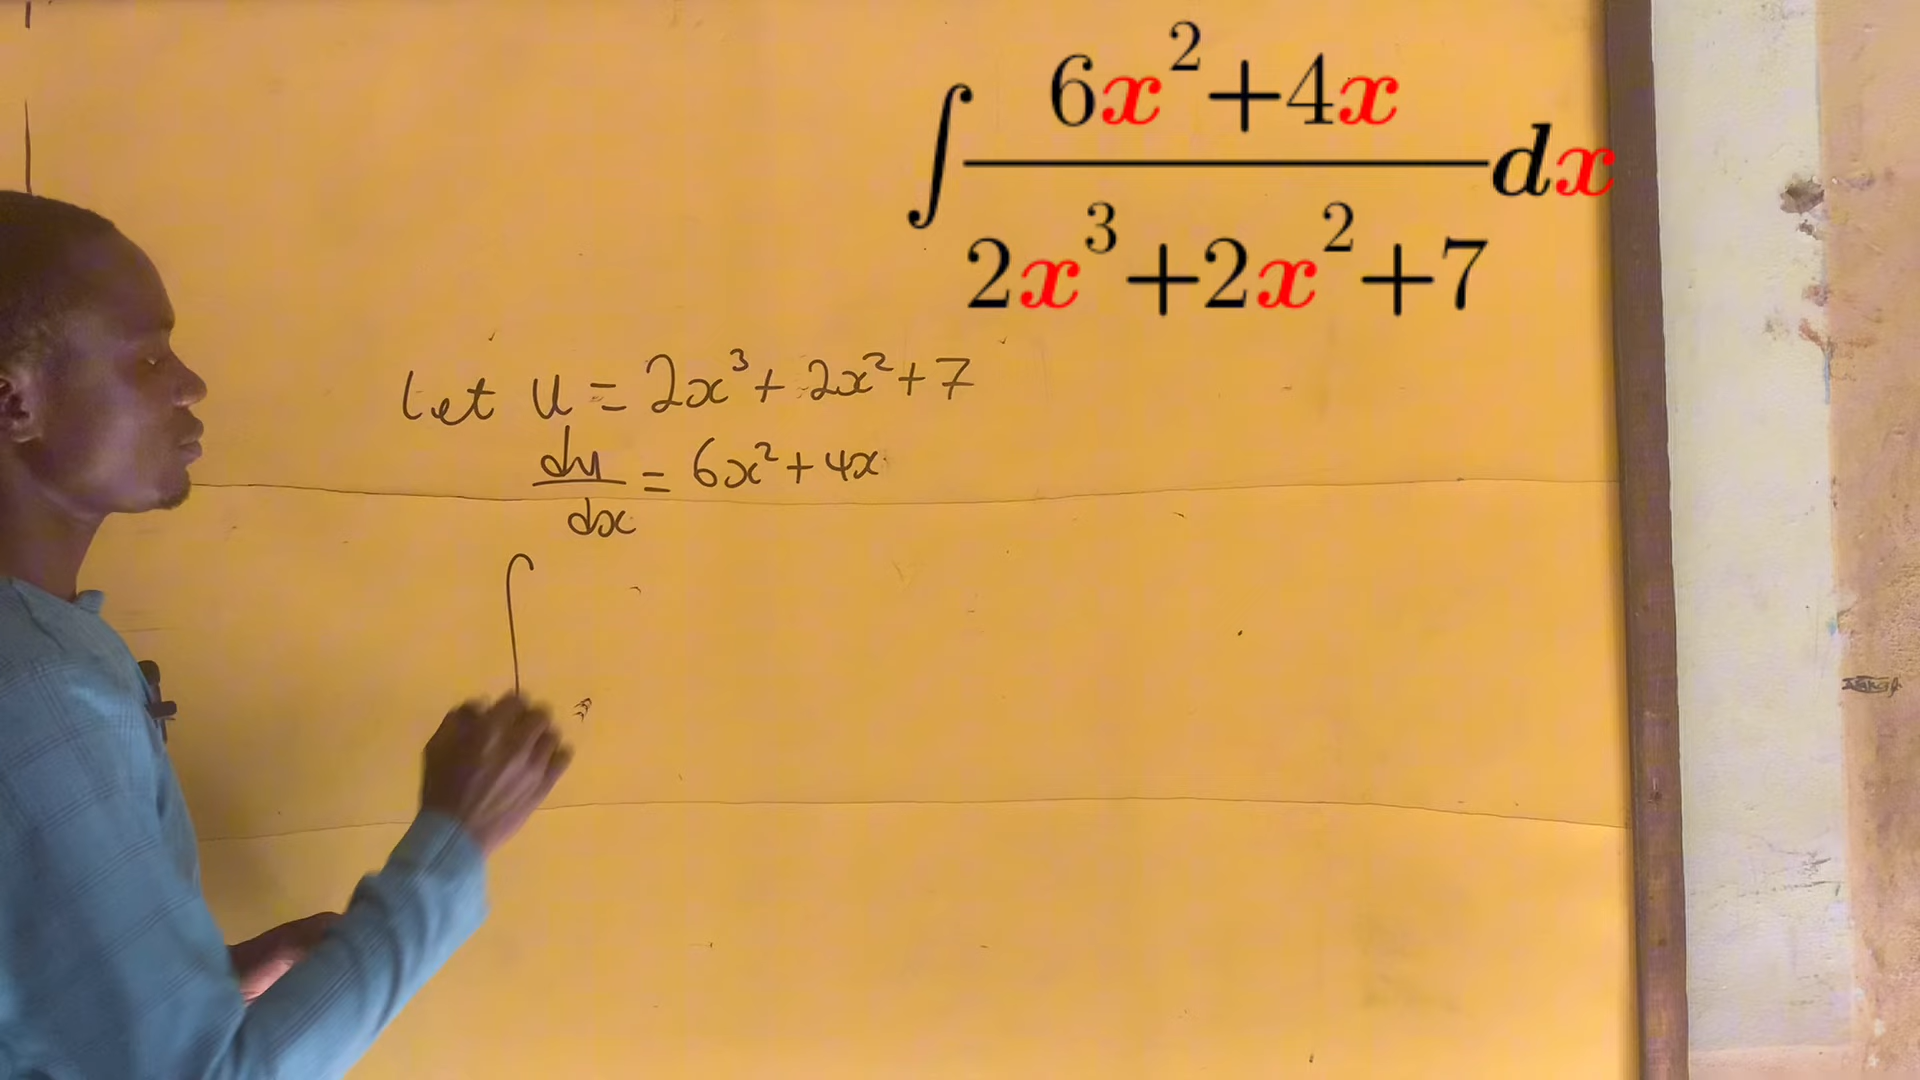 ∫ (6x² + 4x)/(2x³ + 2x² + 7) dx
Let u = 2x³ + 2x² + 7
du/dx = 6x² + 4x
∫